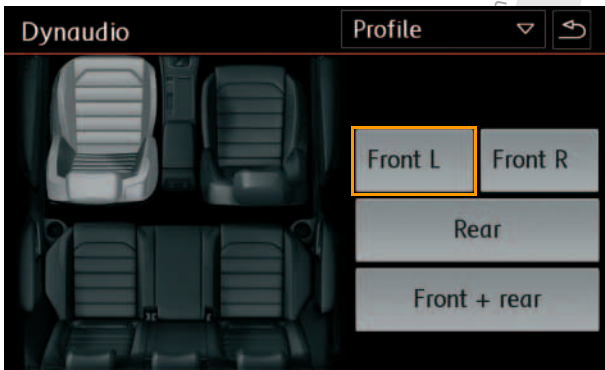 Dynaudio
Profile
Front L
Front R
Rear
Front + rear